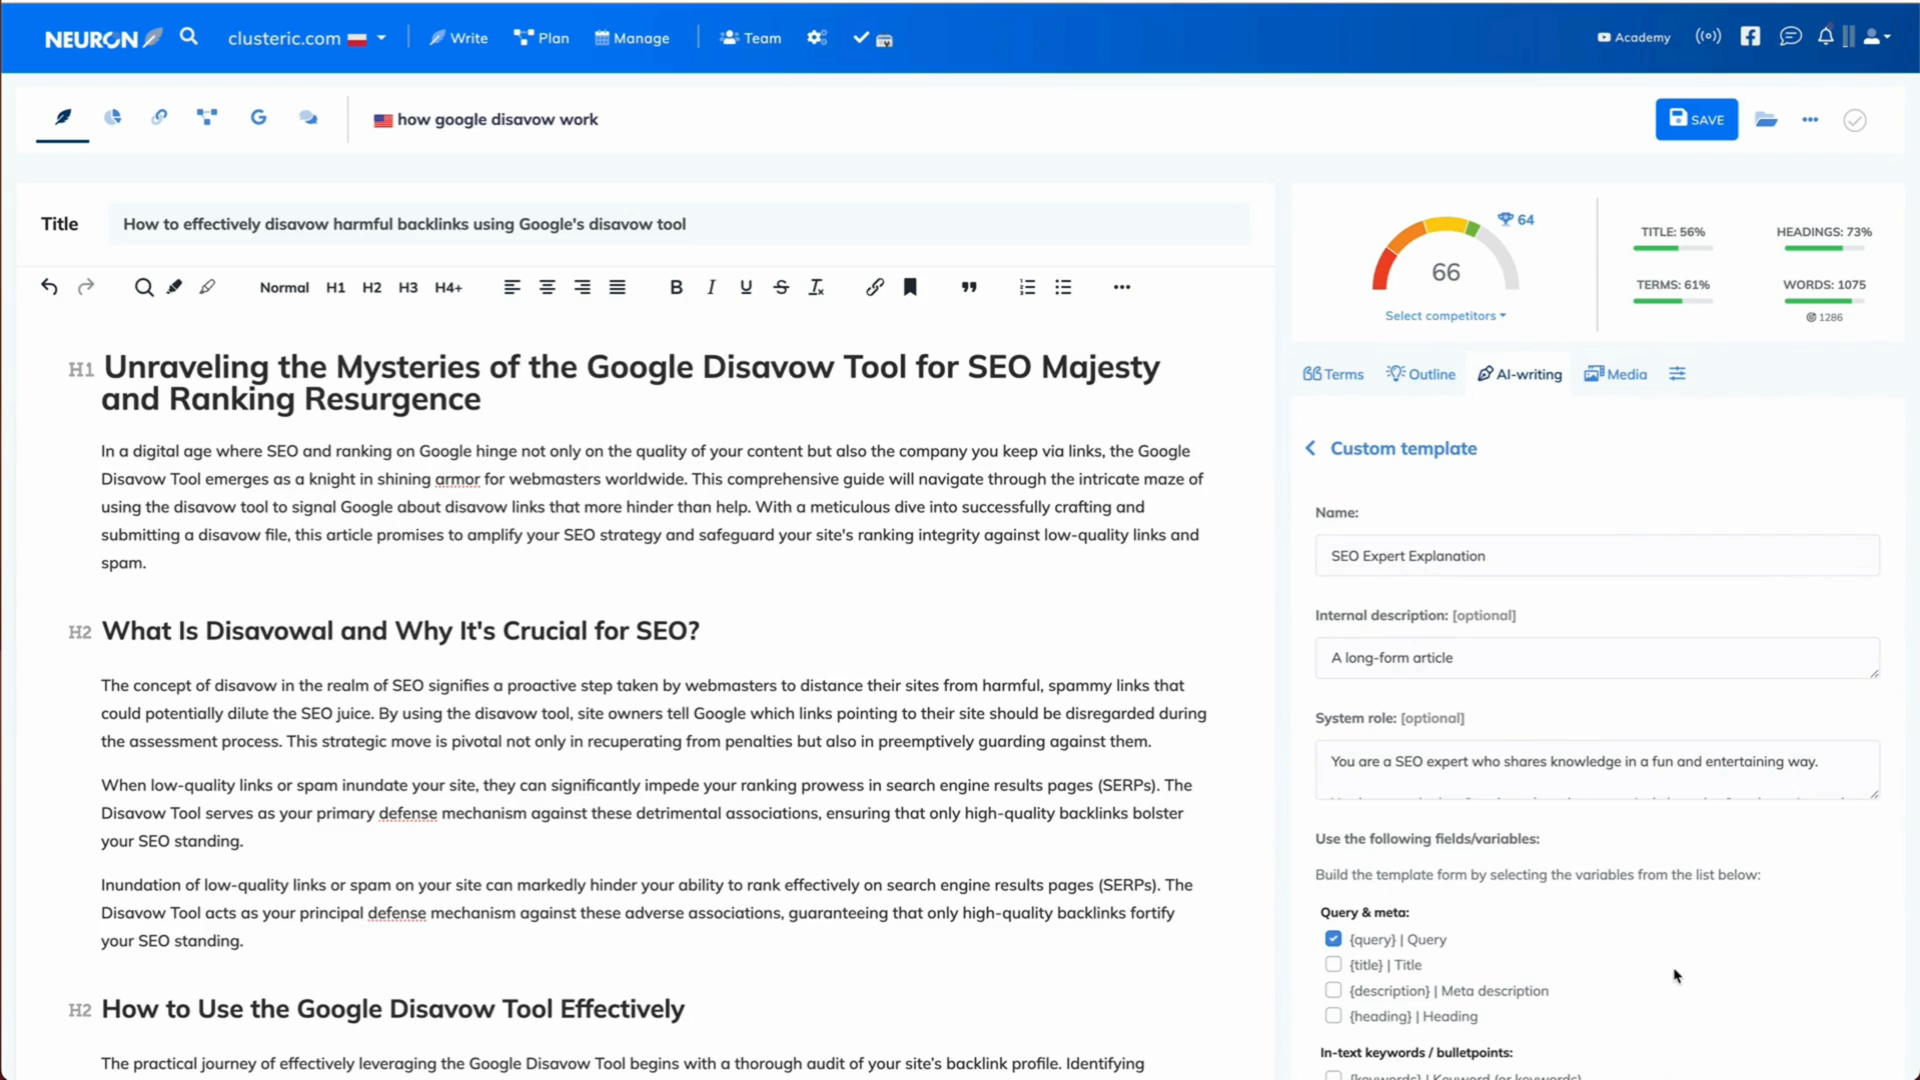 NEURON
clusteric.com
Write
Plan
Manage
Team
Academy
how google disavow work
SAVE
Title
How to effectively disavow harmful backlinks using Google's disavow tool
Normal H1 H2 H3 H4+
B I U S
H1 Unraveling the Mysteries of the Google Disavow Tool for SEO Majesty
and Ranking Resurgence
In a digital age where SEO and ranking on Google hinge not only on the quality of your content but also the company you keep via links, the Google
Disavow Tool emerges as a knight in shining armor for webmasters worldwide. This comprehensive guide will navigate through the intricate maze of
using the disavow tool to signal Google about disavow links that more hinder than help. With a meticulous dive into successfully crafting and
submitting a disavow file, this article promises to amplify your SEO strategy and safeguard your site's ranking integrity against low-quality links and
spam.
H2 What Is Disavowal and Why It's Crucial for SEO?
The concept of disavow in the realm of SEO signifies a proactive step taken by webmasters to distance their sites from harmful, spammy links that
could potentially dilute the SEO juice. By using the disavow tool, site owners tell Google which links pointing to their site should be disregarded during
the assessment process. This strategic move is pivotal not only in recuperating from penalties but also in preemptively guarding against them.
When low-quality links or spam inundate your site, they can significantly impede your ranking prowess in search engine results pages (SERPs). The
Disavow Tool serves as your primary defense mechanism against these detrimental associations, ensuring that only high-quality backlinks bolster
your SEO standing.
Inundation of low-quality links or spam on your site can markedly hinder your ability to rank effectively on search engine results pages (SERPs). The
Disavow Tool acts as your principal defense mechanism against these adverse associations, guaranteeing that only high-quality backlinks fortify
your SEO standing.
H2 How to Use the Google Disavow Tool Effectively
The practical journey of effectively leveraging the Google Disavow Tool begins with a thorough audit of your site's backlink profile. Identifying
64
66
Select competitors
TITLE: 56%
HEADINGS: 73%
TERMS: 61%
WORDS: 1075
1286
Terms
Outline
AI-writing
Media
Custom template
Name:
SEO Expert Explanation
Internal description: [optional]
A long-form article
System role: [optional]
You are a SEO expert who shares knowledge in a fun and entertaining way.
Use the following fields/variables:
Build the template form by selecting the variables from the list below:
Query & meta:
{query} | Query
{title} | Title
{description} | Meta description
{heading} | Heading
In-text keywords / bulletpoints:
{keywords} | Keyword (or keywords)